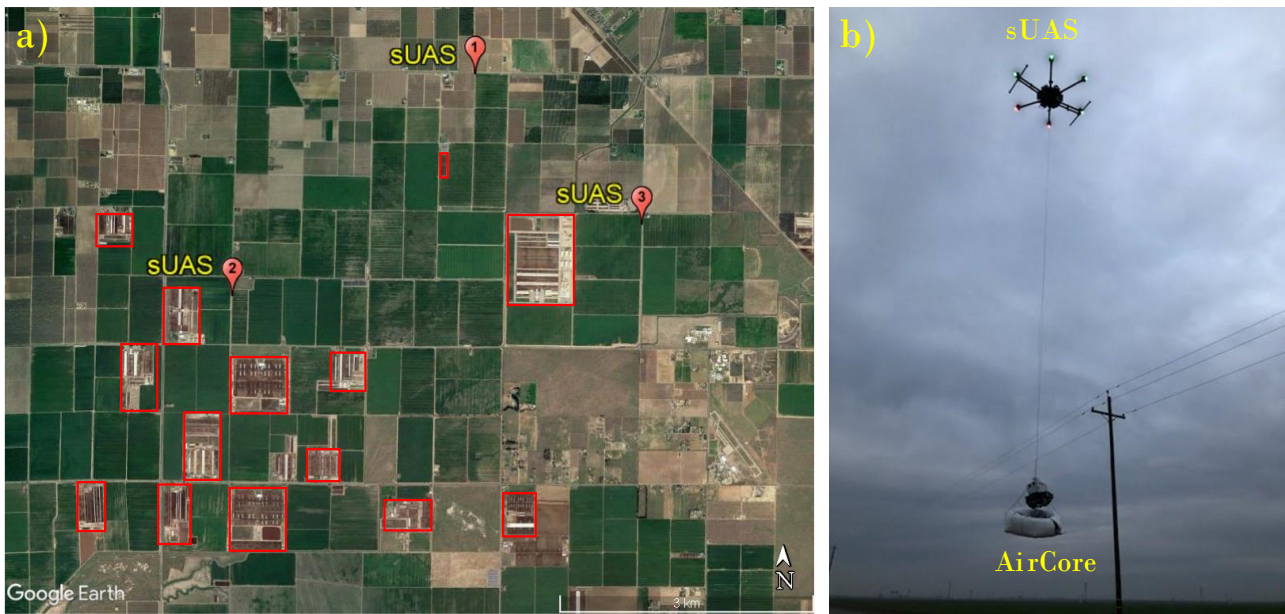 a)
sUAS 1
sUAS 3
sUAS 2
N
Google Earth
3 km
b)
sUAS
AirCore